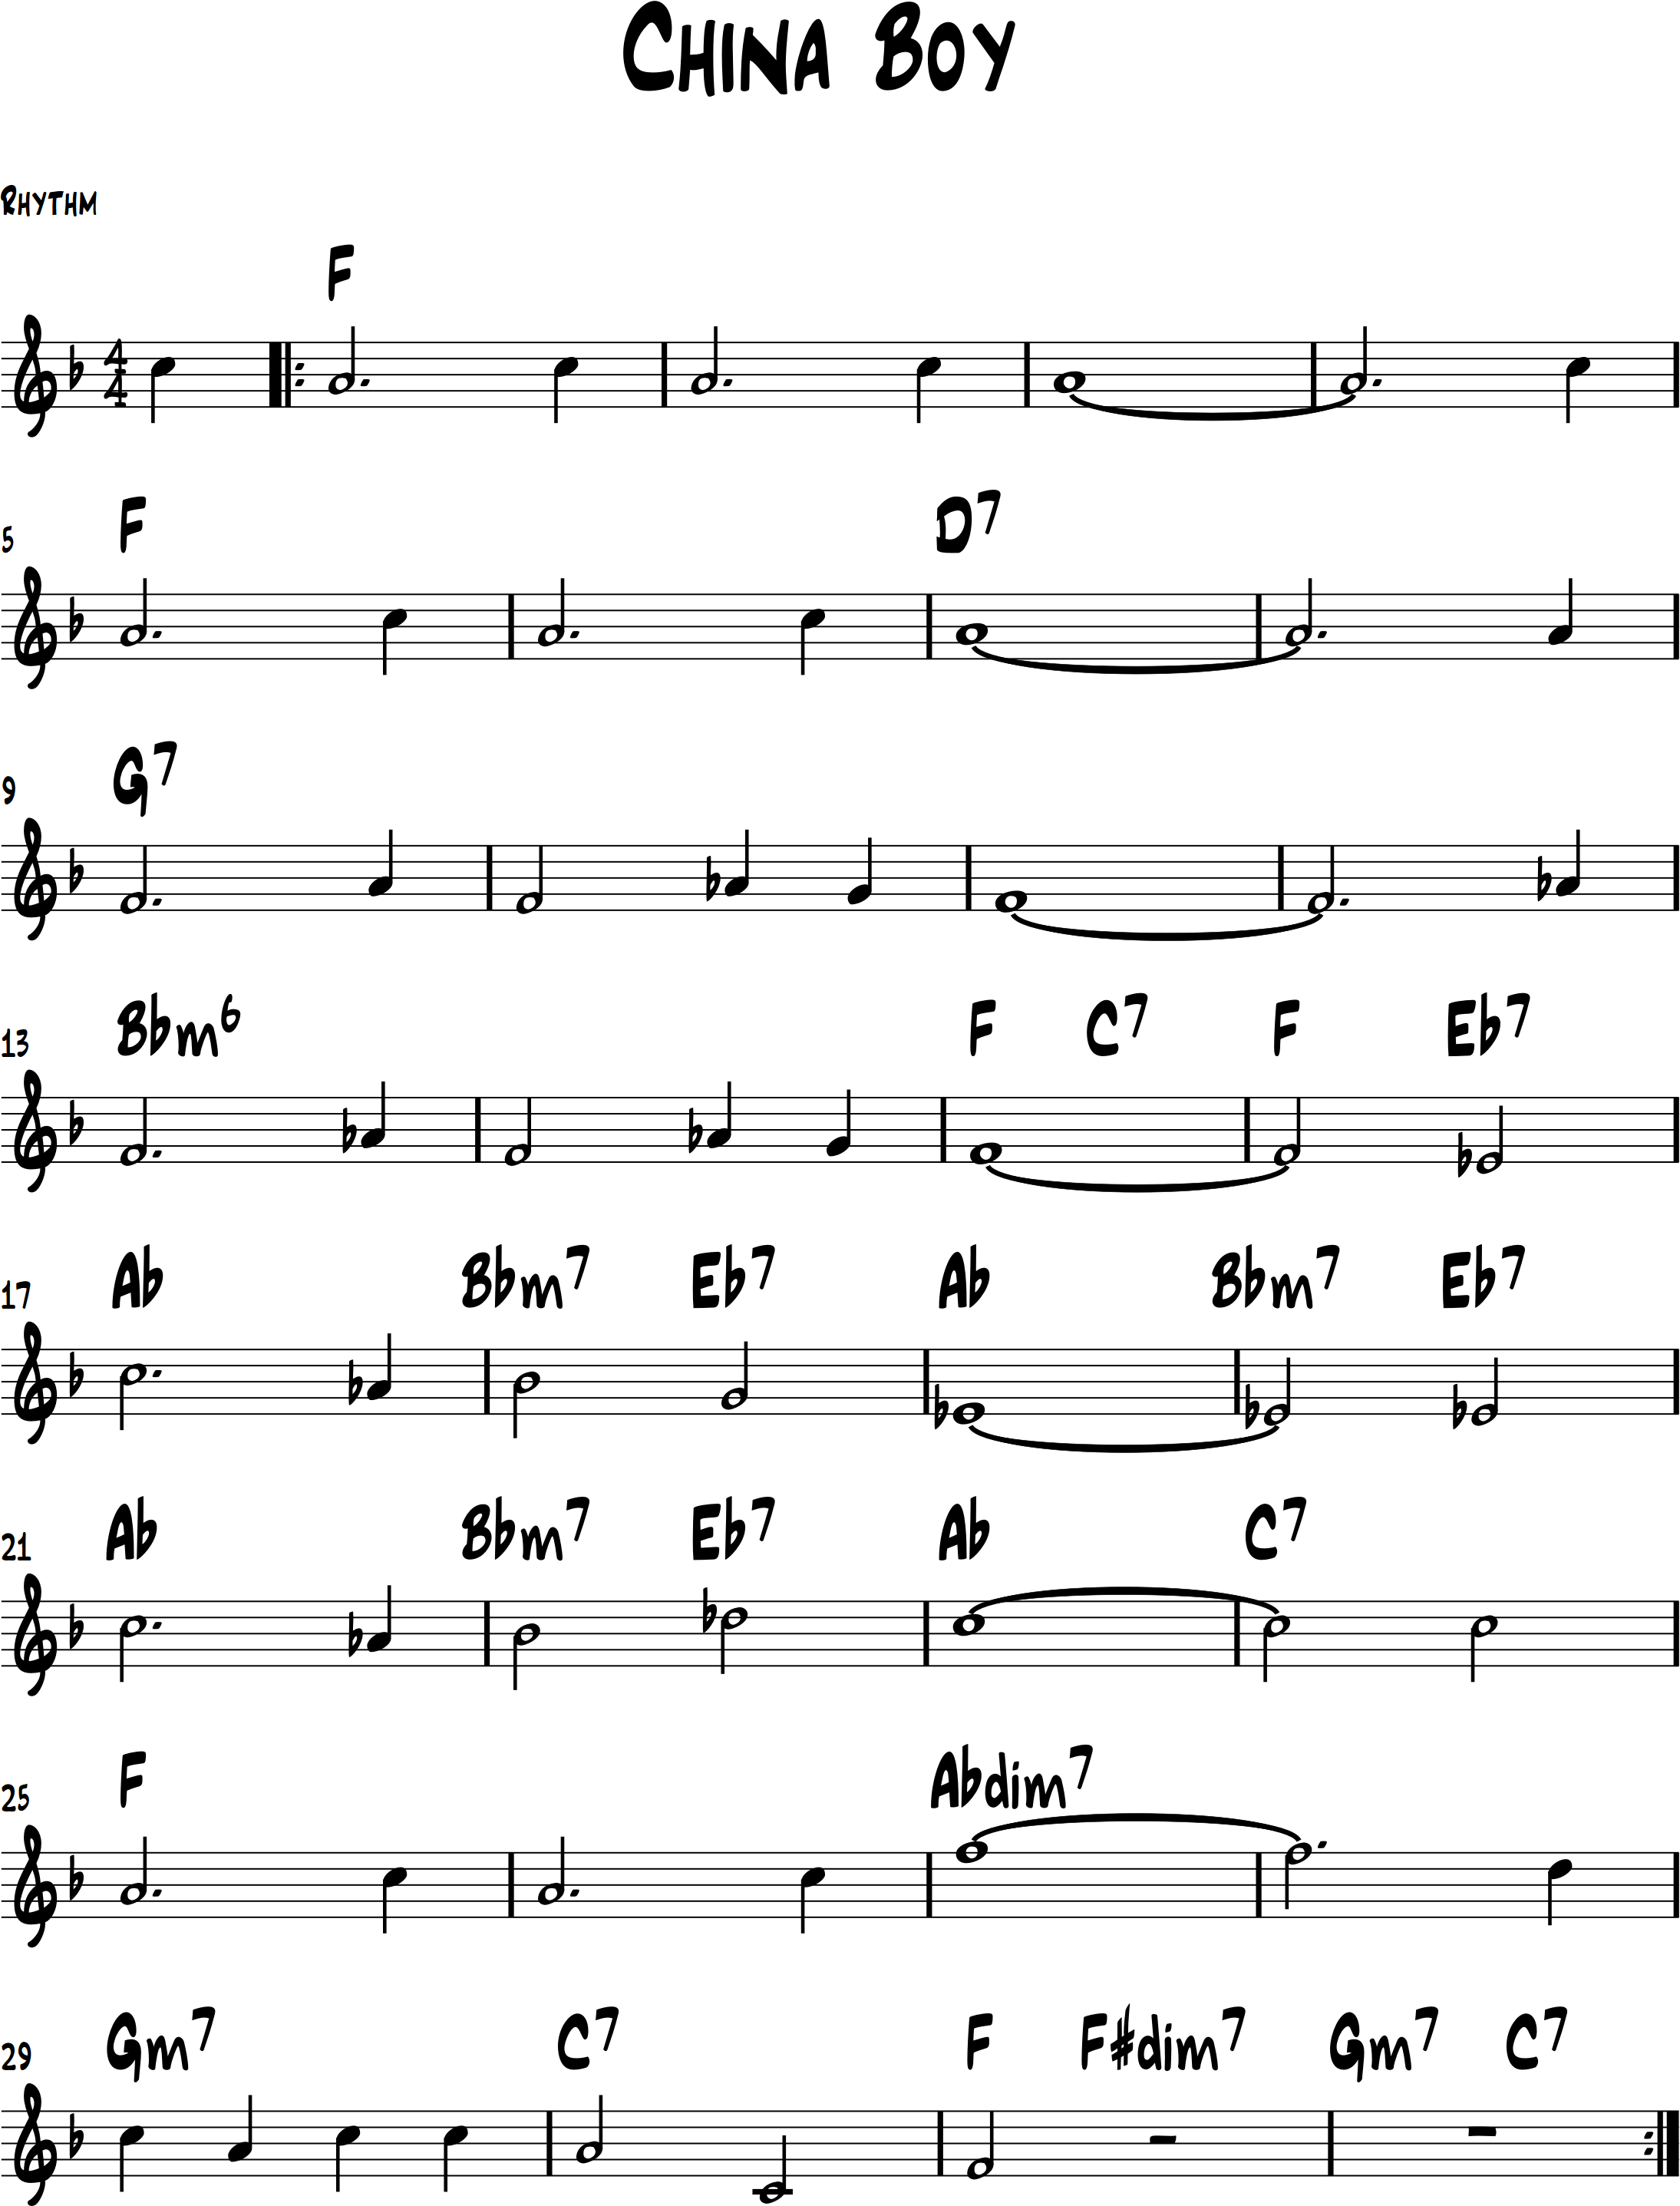 China Boy
Rhythm
F
4
4
F D7
5
G7
9
Bbm6 F C7 F Eb7
13
Ab Bbm7 Eb7 Ab Bbm7 Eb7
17
Ab Bbm7 Eb7 Ab C7
21
F Abdim7
25
Gm7 C7 F F#dim7 Gm7 C7
29